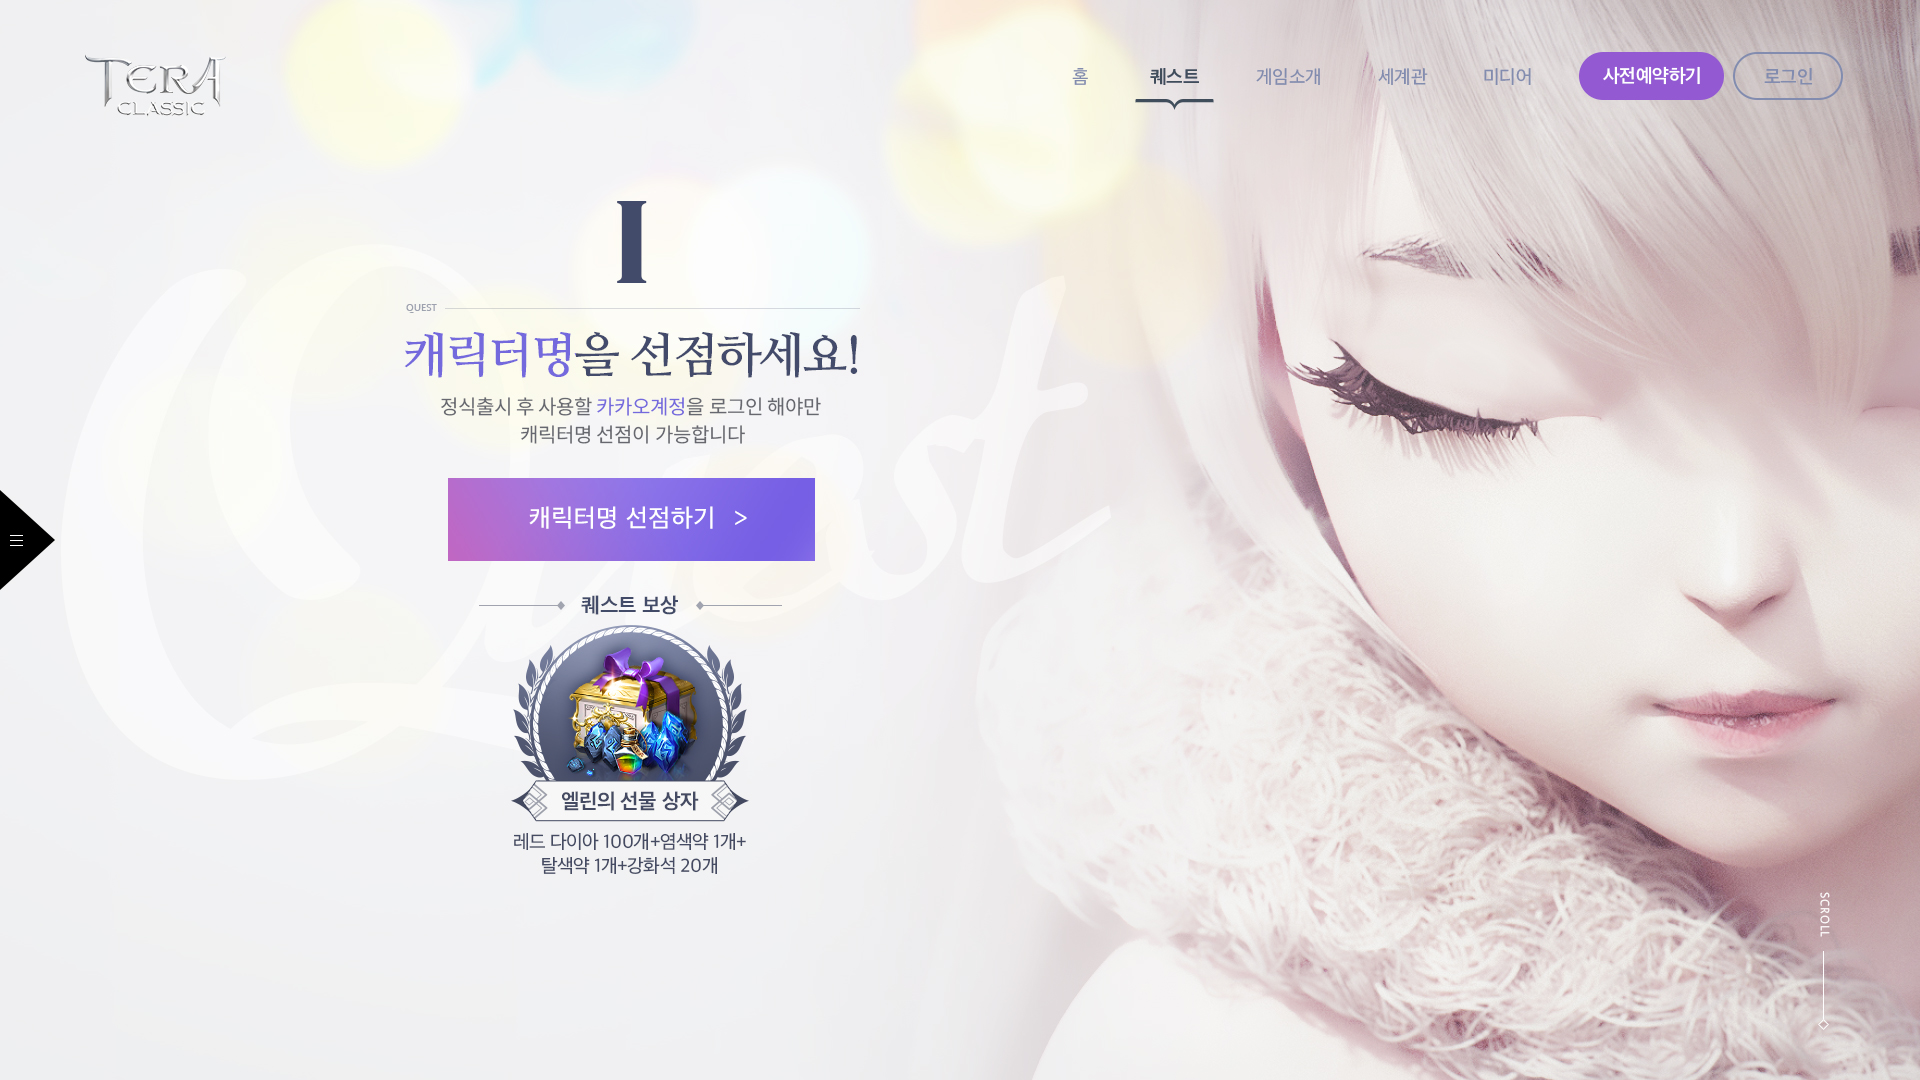 TERA
CLASSIC
홈
퀘스트
게임소개
세계관
미디어
사전예약하기
로그인
I
QUEST
캐릭터명을 선점하세요!
정식출시 후 사용할 카카오계정을 로그인 해야만
캐릭터명 선점이 가능합니다
Quest
캐릭터명 선점하기 >
퀘스트 보상
엘린의 선물 상자
레드 다이아 100개+염색약 1개+
탈색약 1개+강화석 20개
SCROLL